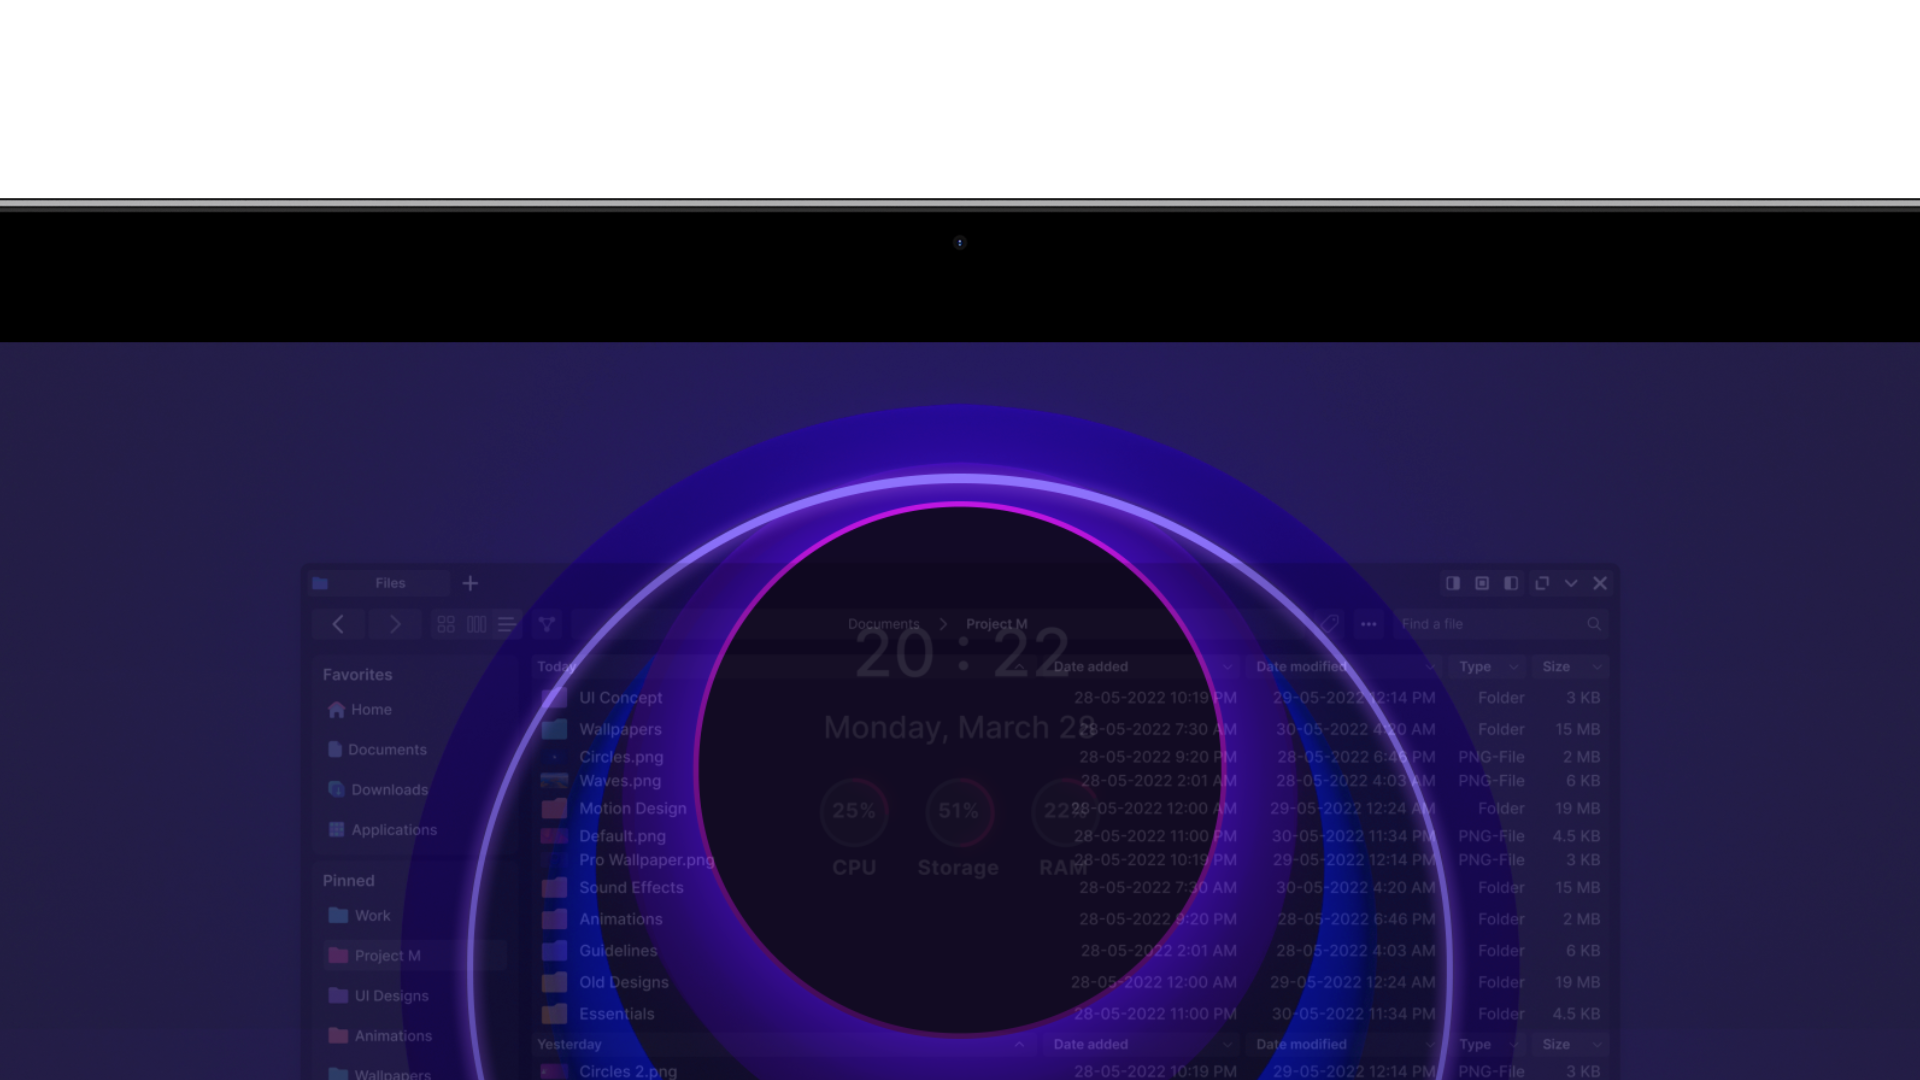 Files
Documents > Project M
Find a file
20 : 22
Monday, March 28
25% 51% 22%
CPU Storage RAM
Favorites
Home
Documents
Downloads
Applications
Pinned
Work
Project M
UI Designs
Animations
Wallpapers
Today Date added Date modified Type Size
UI Concept 28-05-2022 10:19 PM 29-05-2022 12:14 PM Folder 3 KB
Wallpapers 28-05-2022 7:30 AM 30-05-2022 4:20 AM Folder 15 MB
Circles.png 28-05-2022 9:20 PM 28-05-2022 6:46 PM PNG-File 2 MB
Waves.png 28-05-2022 2:01 AM 28-05-2022 4:03 AM PNG-File 6 KB
Motion Design 28-05-2022 12:00 AM 29-05-2022 12:24 AM Folder 19 MB
Default.png 28-05-2022 11:00 PM 30-05-2022 11:34 PM PNG-File 4.5 KB
Pro Wallpaper.png 28-05-2022 10:19 PM 29-05-2022 12:14 PM PNG-File 3 KB
Sound Effects 28-05-2022 7:30 AM 30-05-2022 4:20 AM Folder 15 MB
Animations 28-05-2022 9:20 PM 28-05-2022 6:46 PM Folder 2 MB
Guidelines 28-05-2022 2:01 AM 28-05-2022 4:03 AM Folder 6 KB
Old Designs 28-05-2022 12:00 AM 29-05-2022 12:24 AM Folder 19 MB
Essentials 28-05-2022 11:00 PM 30-05-2022 11:34 PM Folder 4.5 KB
Yesterday Date added Date modified Type Size
Circles 2.png 28-05-2022 10:19 PM 29-05-2022 12:14 PM PNG-File 3 KB